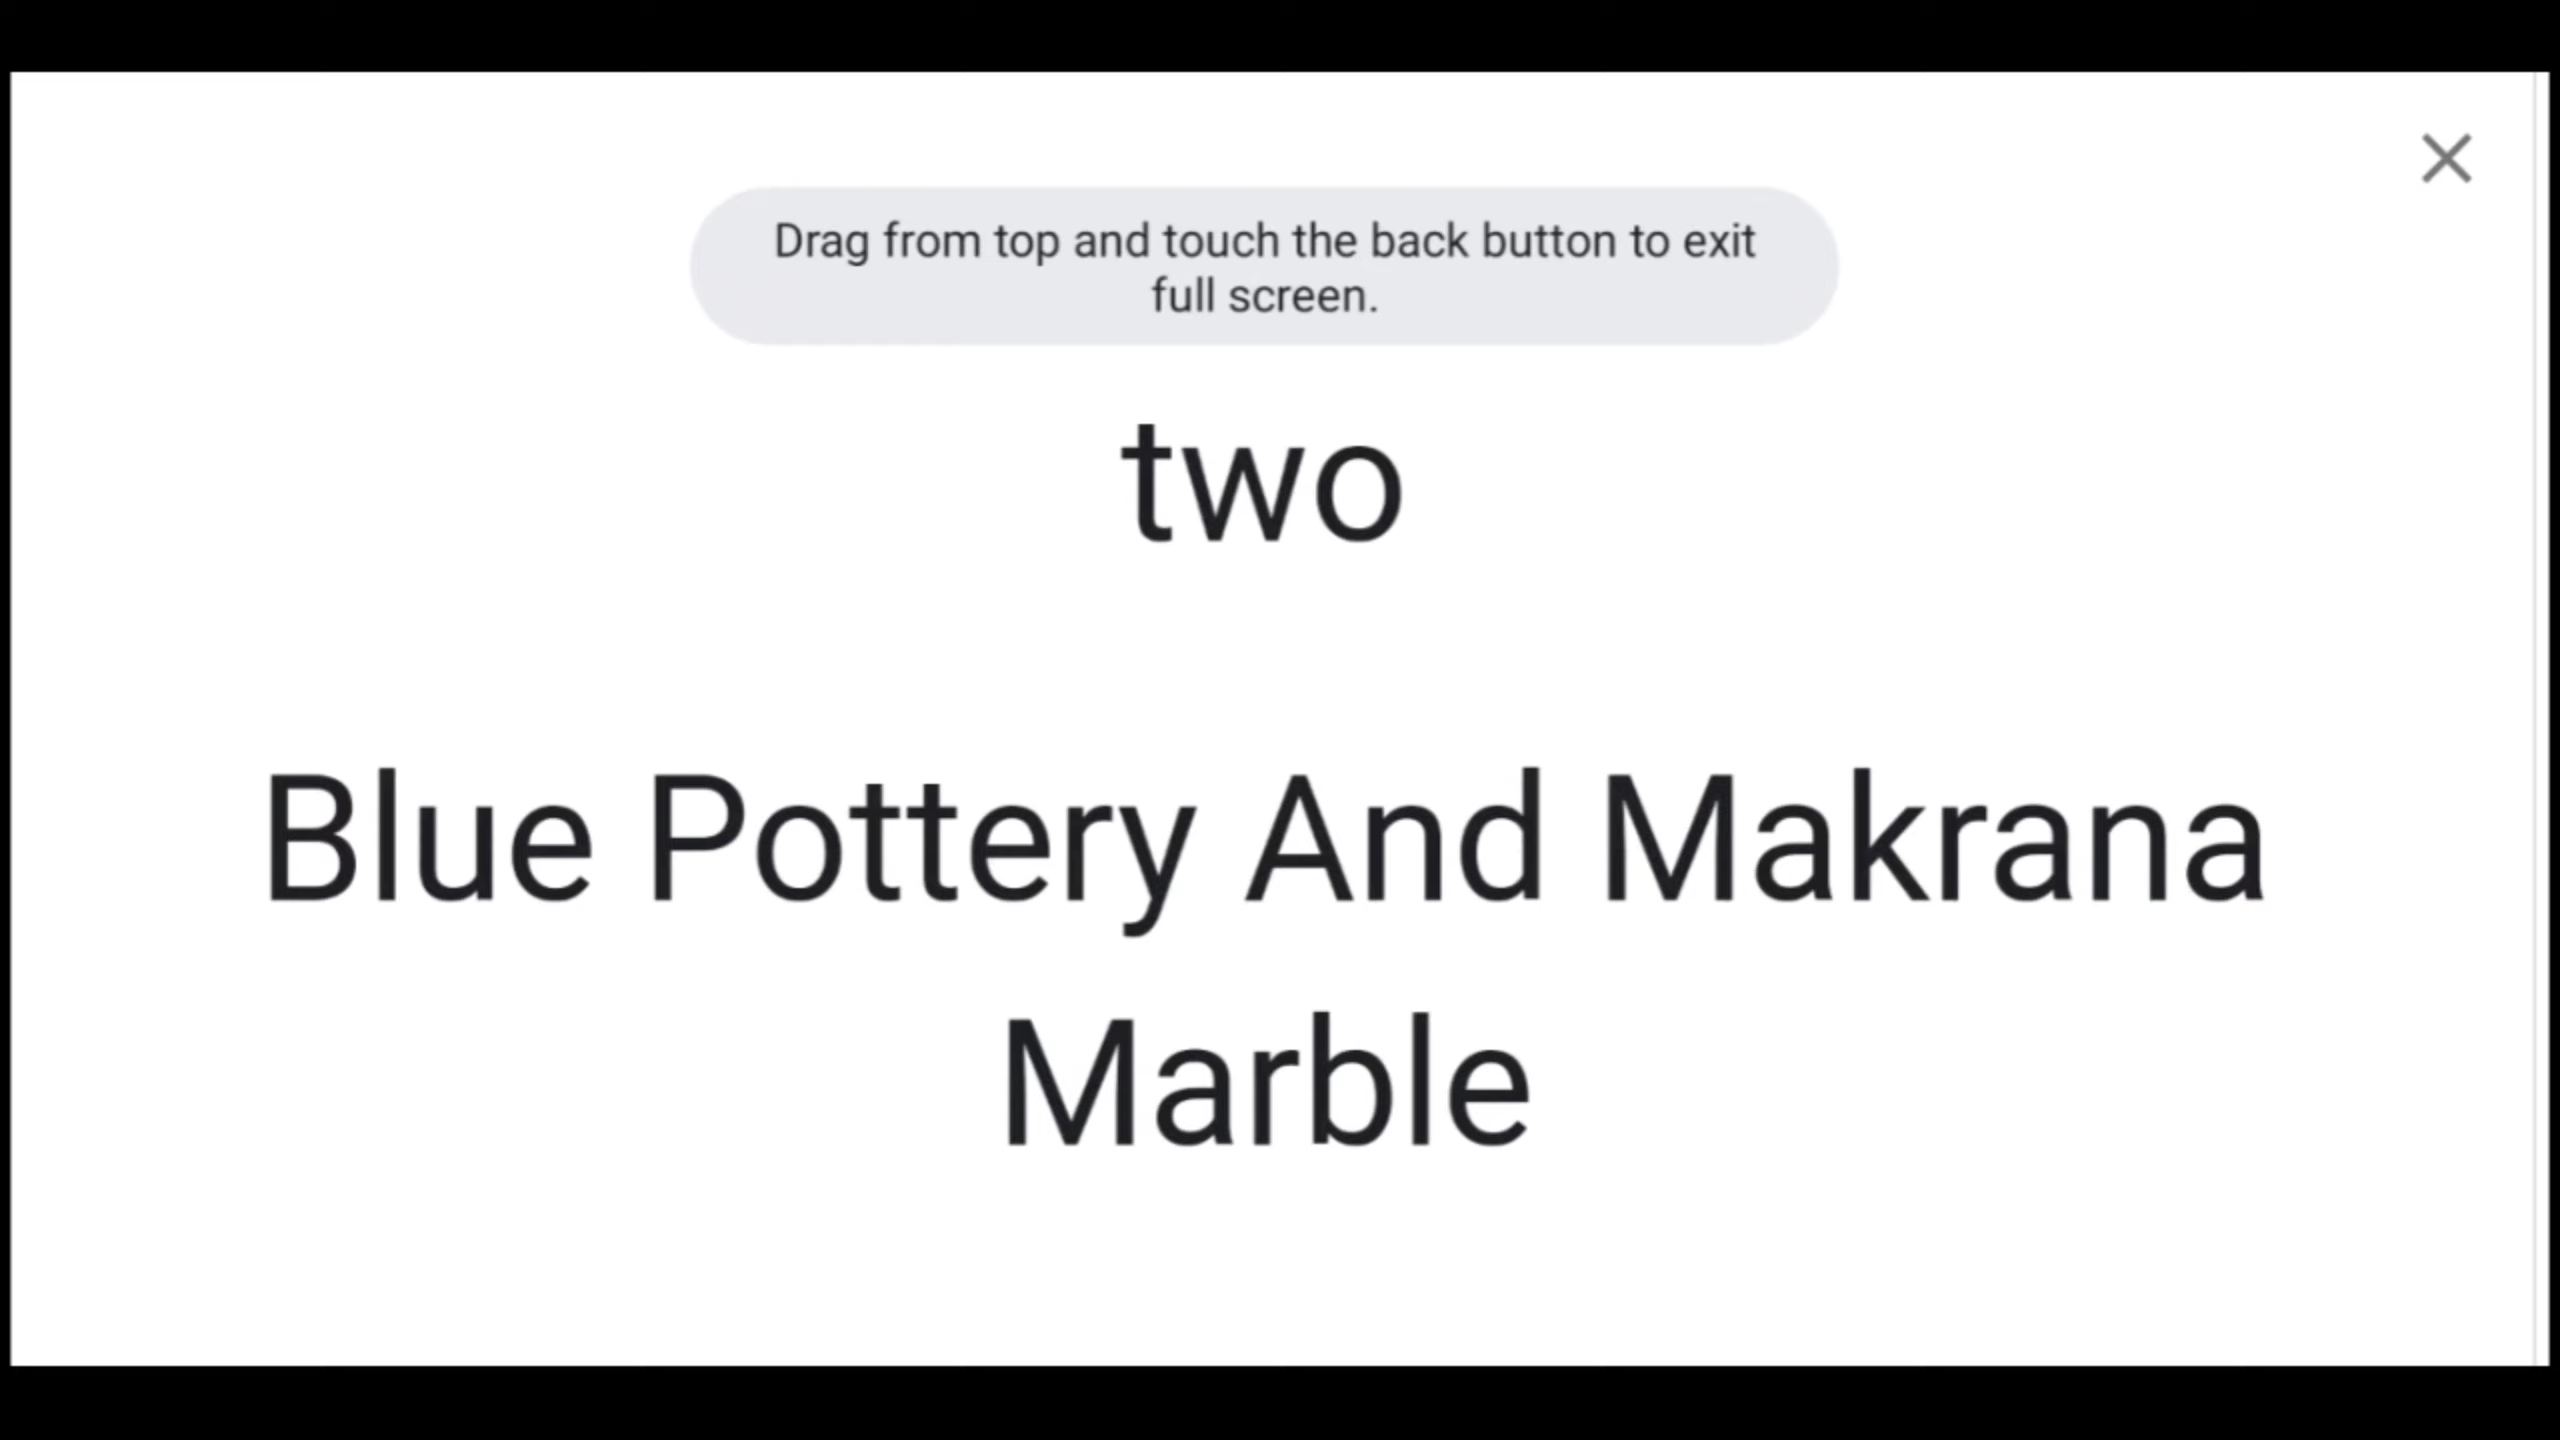 Drag from top and touch the back button to exit
full screen.
two
Blue Pottery And Makrana
Marble